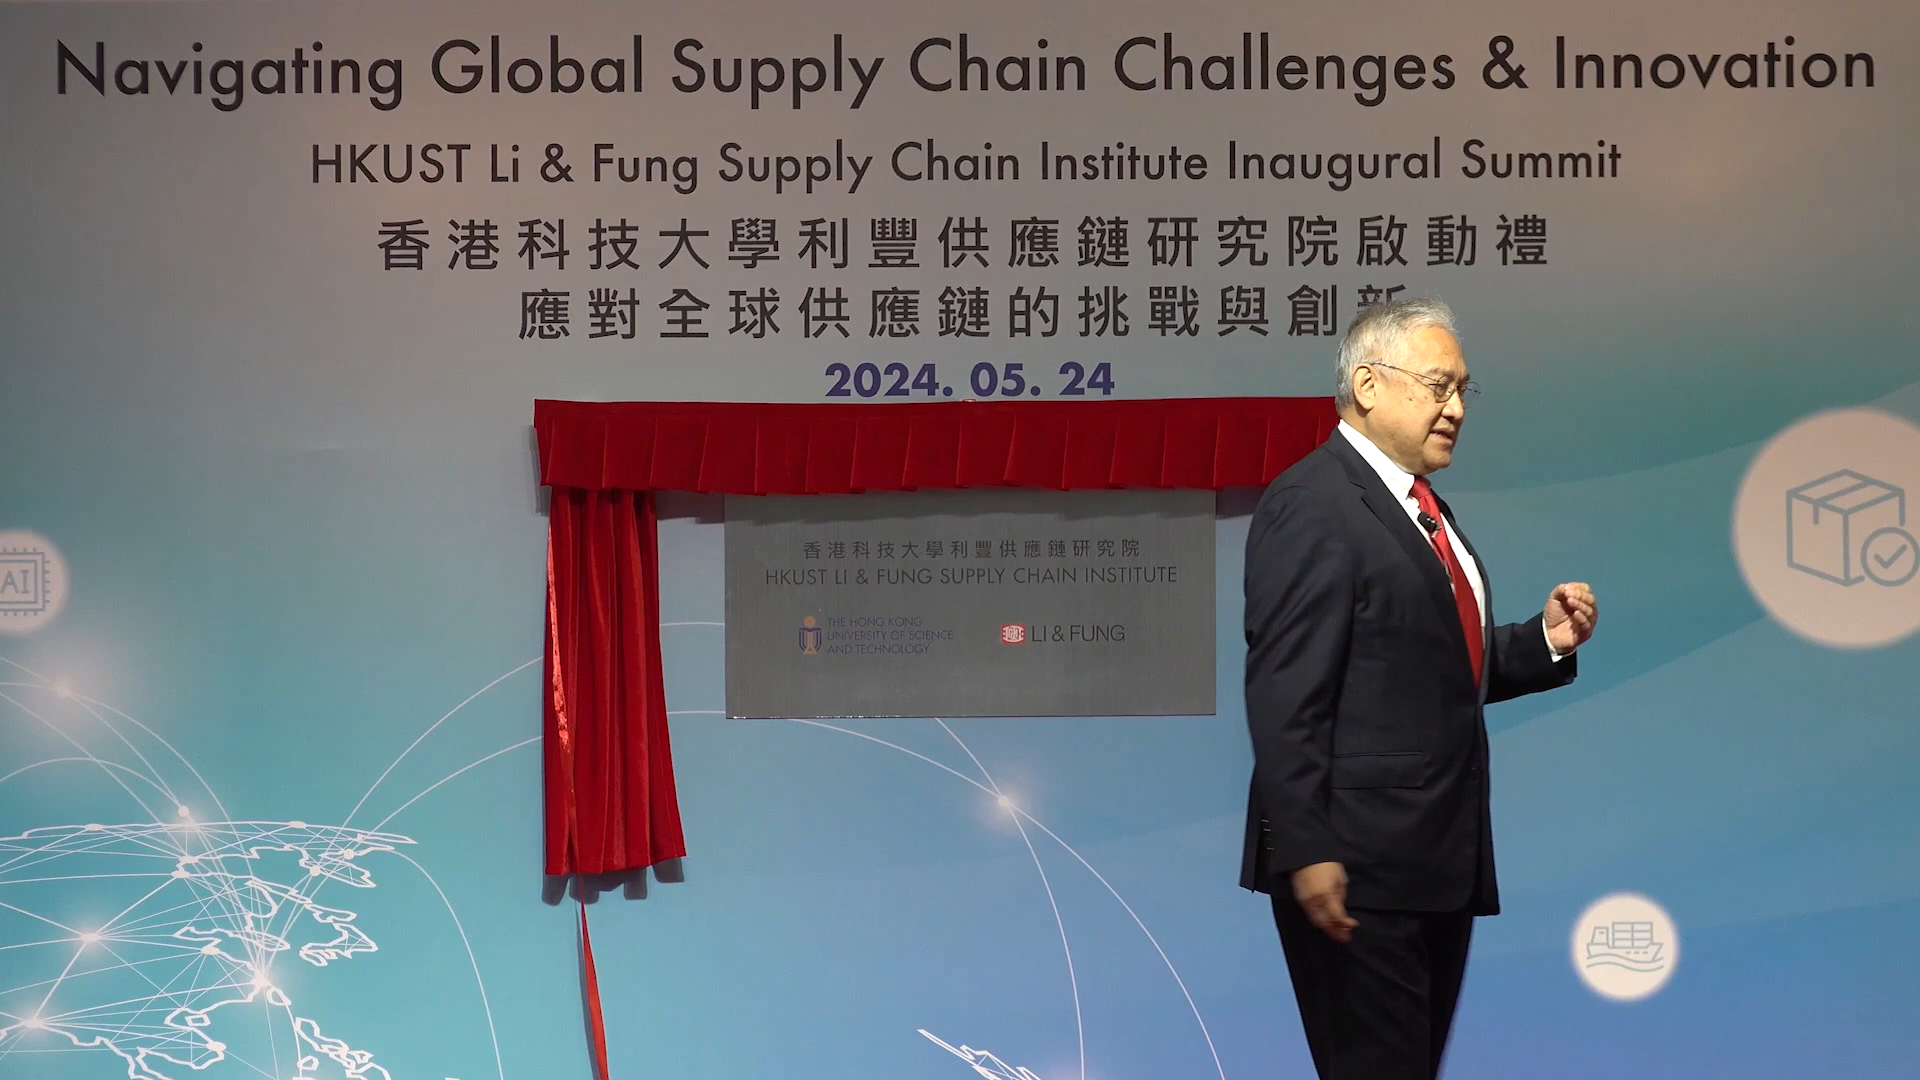 Navigating Global Supply Chain Challenges & Innovation
HKUST Li & Fung Supply Chain Institute Inaugural Summit
香港科技大學利豐供應鏈研究院啟動禮
應對全球供應鏈的挑戰與創新
2024. 05. 24
香港科技大學利豐供應鏈研究院
HKUST LI & FUNG SUPPLY CHAIN INSTITUTE
THE HONG KONG
UNIVERSITY OF SCIENCE
AND TECHNOLOGY
LI & FUNG
AI